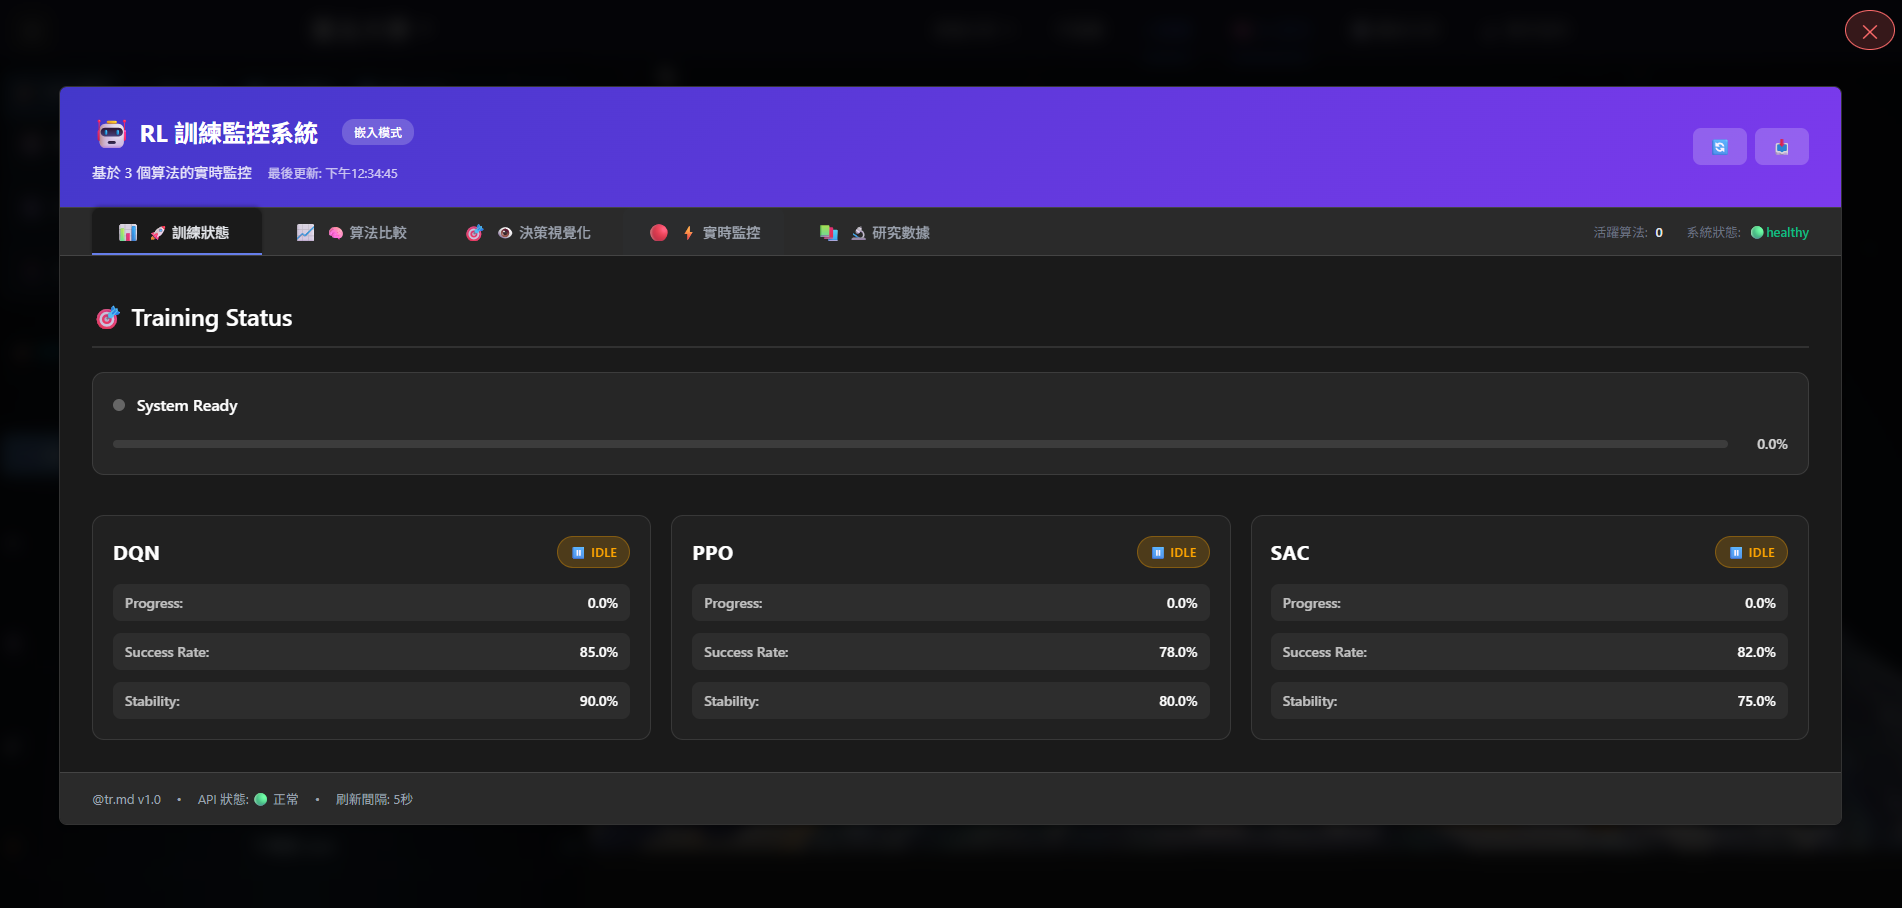 RL 訓練監控系統 嵌入模式
基於 3 個算法的實時監控 最後更新: 下午12:34:45
訓練狀態 算法比較 決策視覺化 實時監控 研究數據 活躍算法: 0 系統狀態: healthy
Training Status
System Ready
0.0%
DQN IDLE
Progress: 0.0%
Success Rate: 85.0%
Stability: 90.0%
PPO IDLE
Progress: 0.0%
Success Rate: 78.0%
Stability: 80.0%
SAC IDLE
Progress: 0.0%
Success Rate: 82.0%
Stability: 75.0%
@tr.md v1.0 • API 狀態: 正常 • 刷新間隔: 5秒